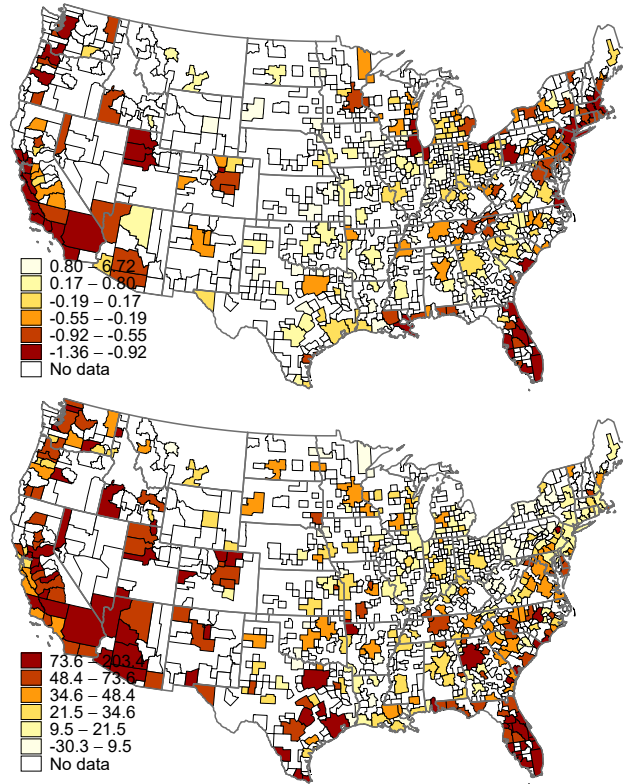 0.80 – 6.72
0.17 – 0.80
-0.19 – 0.17
-0.55 – -0.19
-0.92 – -0.55
-1.36 – -0.92
No data
73.6 – 203.4
48.4 – 73.6
34.6 – 48.4
21.5 – 34.6
9.5 – 21.5
-30.3 – 9.5
No data